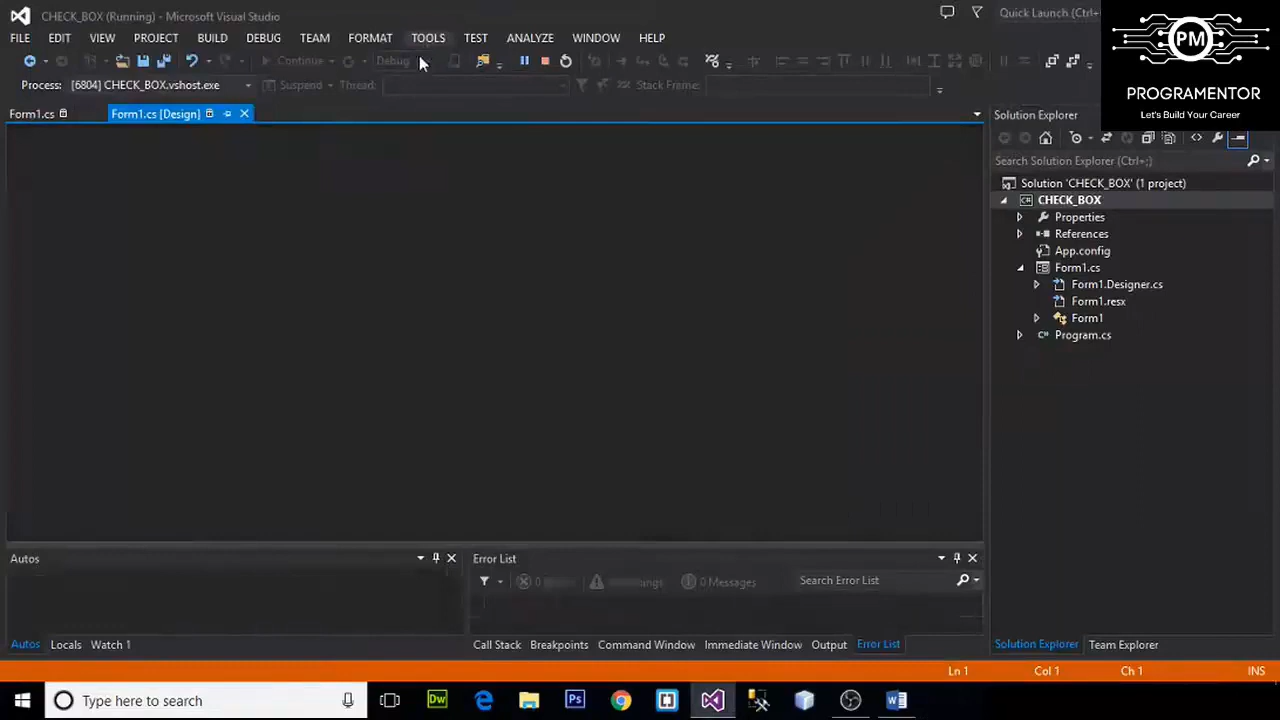 CHECK_BOX (Running) - Microsoft Visual Studio
Quick Launch (Ctrl+
FILE EDIT VIEW PROJECT BUILD DEBUG TEAM FORMAT TOOLS TEST ANALYZE WINDOW HELP
PM
PROGRAMENTOR
Let's Build Your Career
Continue Debug
Process: [6804] CHECK_BOX.vshost.exe Suspend Thread: Stack Frame:
Form1.cs Form1.cs [Design]
Solution Explorer
Search Solution Explorer (Ctrl+;)
Solution 'CHECK_BOX' (1 project)
C# CHECK_BOX
Properties
References
App.config
Form1.cs
Form1.Designer.cs
Form1.resx
Form1
C# Program.cs
Autos
Error List
0 0 Messages Search Error List
Autos Locals Watch 1
Call Stack Breakpoints Command Window Immediate Window Output Error List
Solution Explorer Team Explorer
Ln 1 Col 1 Ch 1 INS
Type here to search
Dw Ps